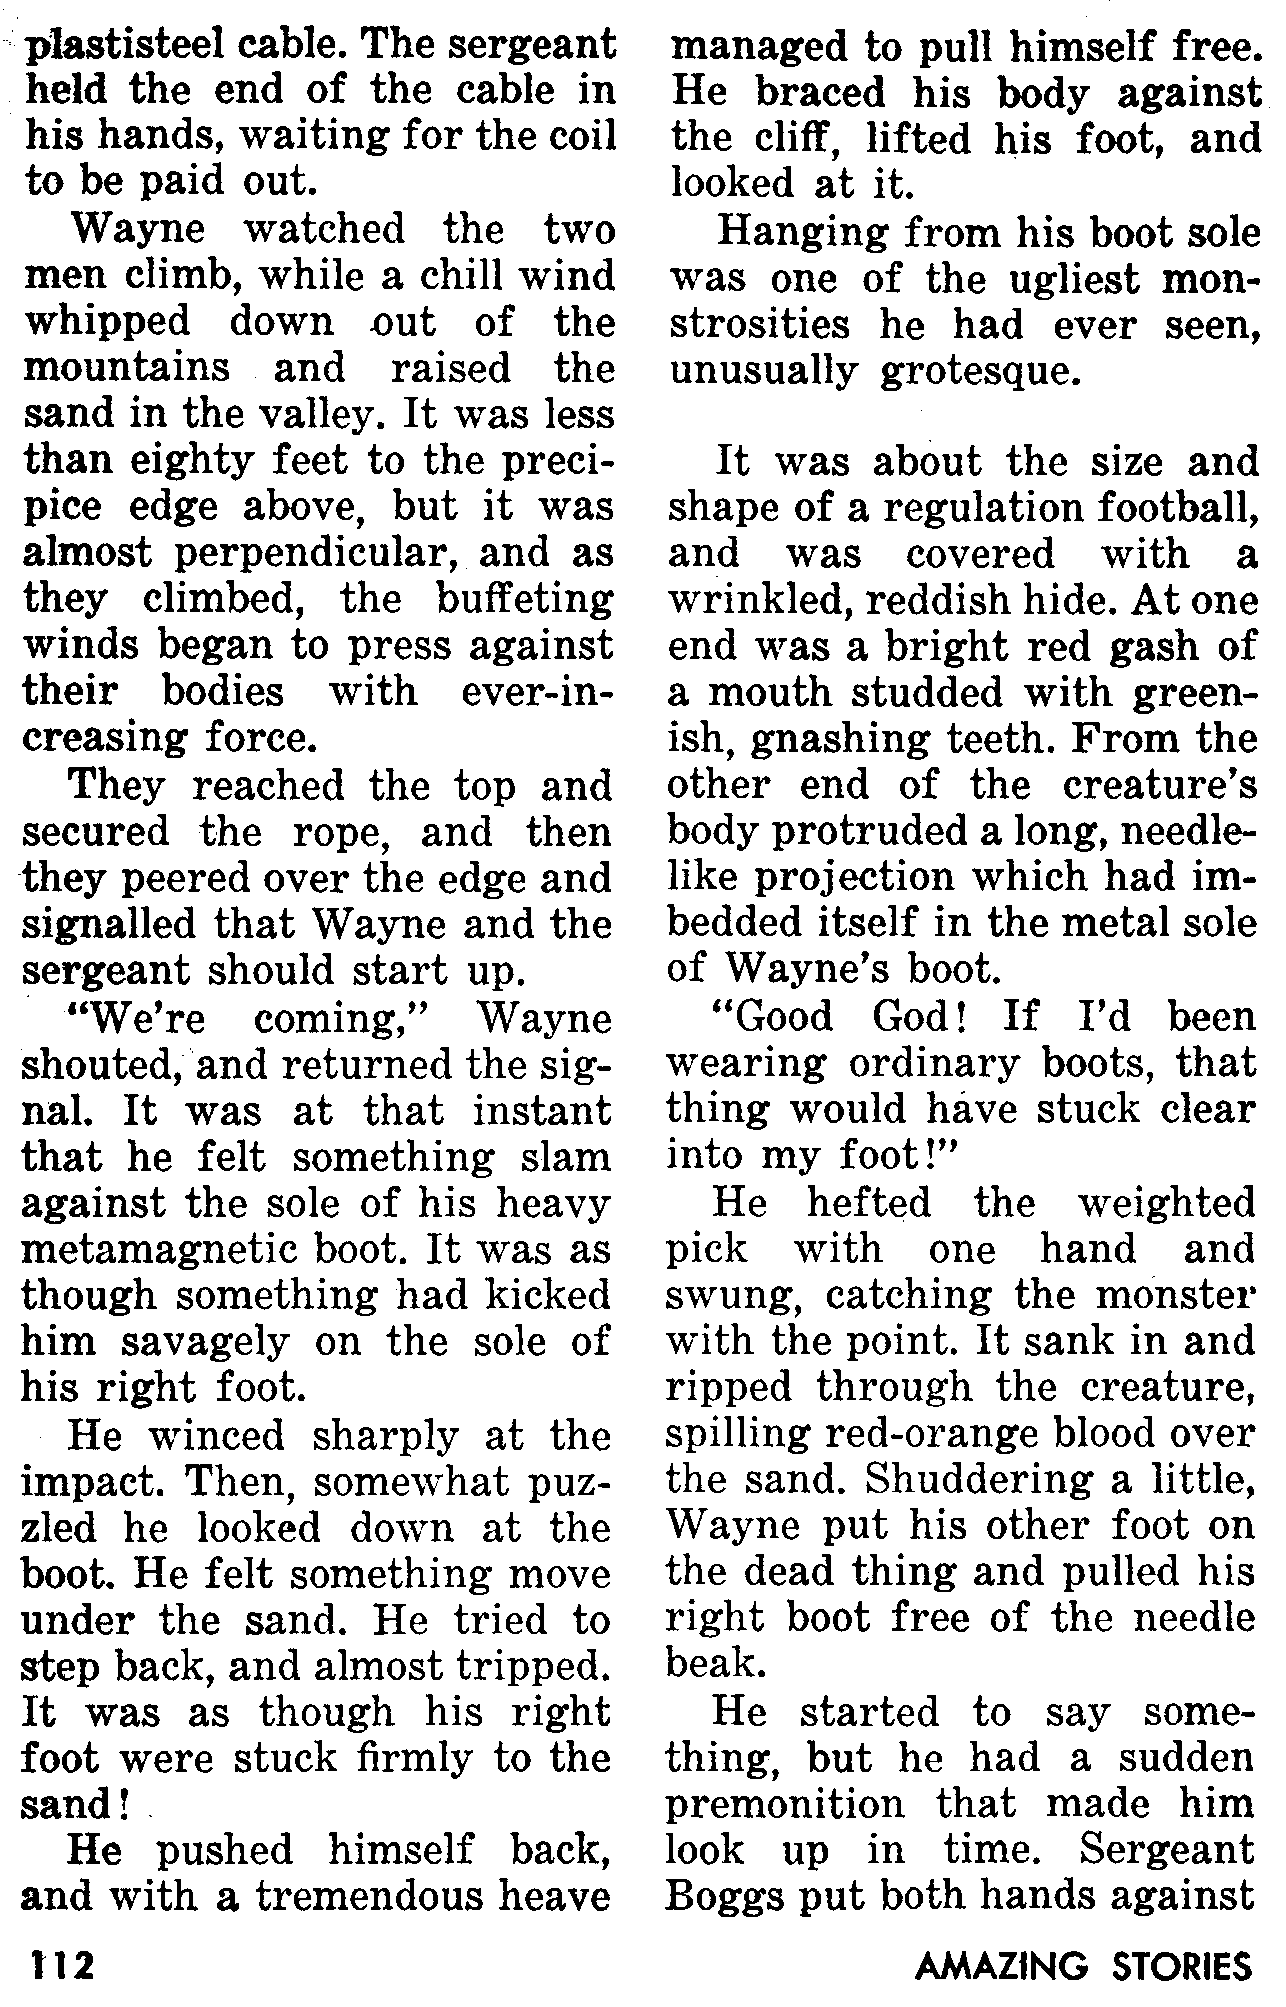 plastisteel cable. The sergeant
held the end of the cable in
his hands, waiting for the coil
to be paid out.
Wayne watched the two
men climb, while a chill wind
whipped down out of the
mountains and raised the
sand in the valley. It was less
than eighty feet to the preci-
pice edge above, but it was
almost perpendicular, and as
they climbed, the buffeting
winds began to press against
their bodies with ever-in-
creasing force.
They reached the top and
secured the rope, and then
they peered over the edge and
signalled that Wayne and the
sergeant should start up.
“We’re coming,” Wayne
shouted, and returned the sig-
nal. It was at that instant
that he felt something slam
against the sole of his heavy
metamagnetic boot. It was as
though something had kicked
him savagely on the sole of
his right foot.
He winced sharply at the
impact. Then, somewhat puz-
zled he looked down at the
boot. He felt something move
under the sand. He tried to
step back, and almost tripped.
It was as though his right
foot were stuck firmly to the
sand!
He pushed himself back,
and with a tremendous heave
managed to pull himself free.
He braced his body against
the cliff, lifted his foot, and
looked at it.
Hanging from his boot sole
was one of the ugliest mon-
strosities he had ever seen,
unusually grotesque.
It was about the size and
shape of a regulation football,
and was covered with a
wrinkled, reddish hide. At one
end was a bright red gash of
a mouth studded with green-
ish, gnashing teeth. From the
other end of the creature’s
body protruded a long, needle-
like projection which had im-
bedded itself in the metal sole
of Wayne’s boot.
“Good God! If I’d been
wearing ordinary boots, that
thing would have stuck clear
into my foot!”
He hefted the weighted
pick with one hand and
swung, catching the monster
with the point. It sank in and
ripped through the creature,
spilling red-orange blood over
the sand. Shuddering a little,
Wayne put his other foot on
the dead thing and pulled his
right boot free of the needle
beak.
He started to say some-
thing, but he had a sudden
premonition that made him
look up in time. Sergeant
Boggs put both hands against
112 AMAZING STORIES